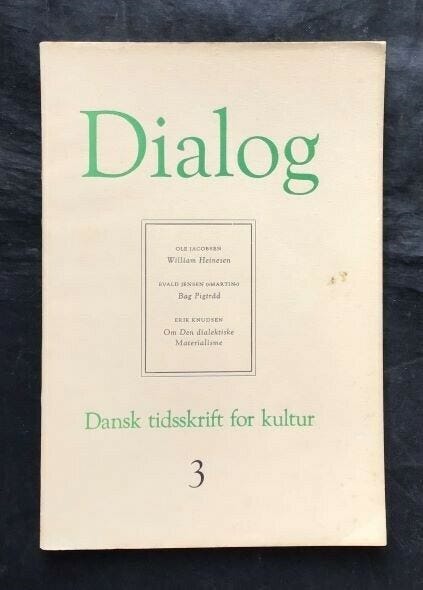 Dialog
OLE JACOBSEN
William Heinesen
EVALD JENSEN (»MARTIN«)
Bag Pigtråd
ERIK KNUDSEN
Om Den dialektiske
Materialisme
Dansk tidsskrift for kultur
3